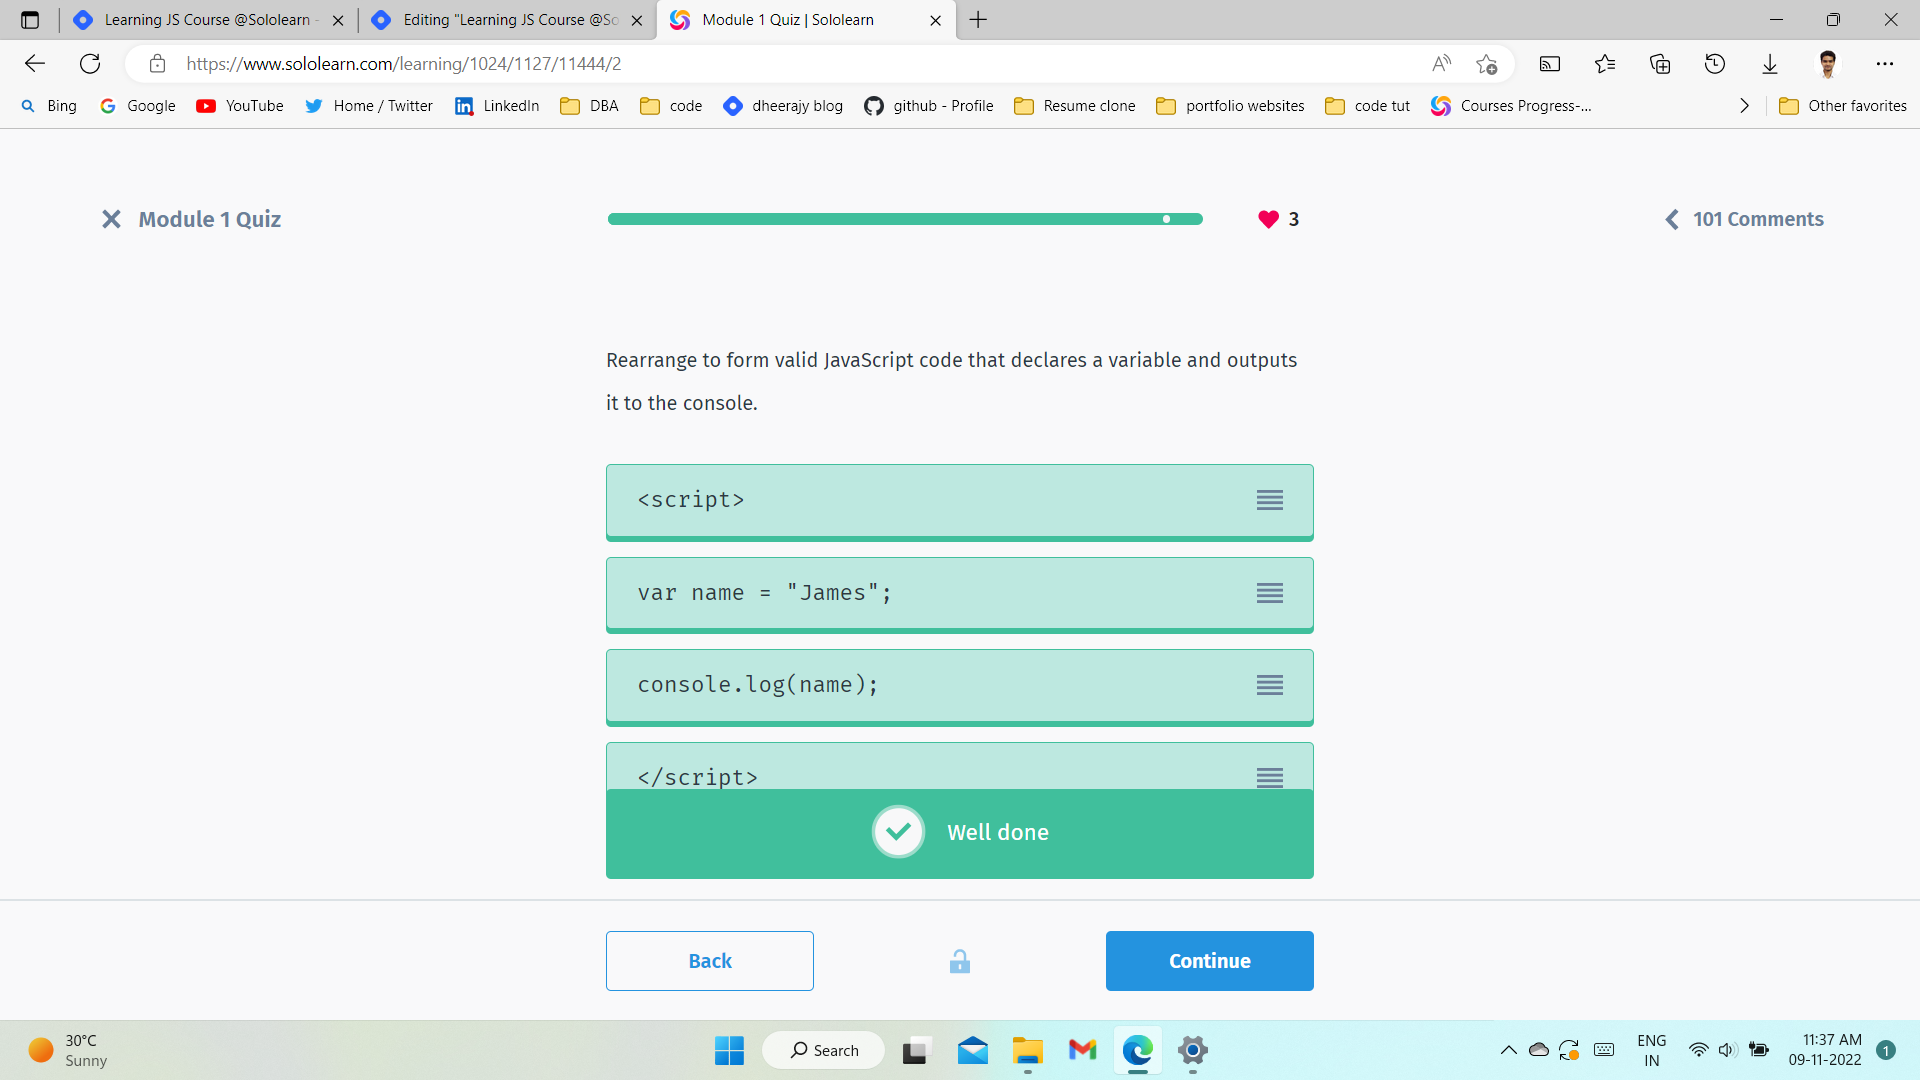 Learning JS Course @Sololearn -
Editing "Learning JS Course @So
Module 1 Quiz | Sololearn
https://www.sololearn.com/learning/1024/1127/11444/2
Bing
Google
YouTube
Home / Twitter
LinkedIn
DBA
code
dheerajy blog
github - Profile
Resume clone
portfolio websites
code tut
Courses Progress-...
Other favorites
Module 1 Quiz
3
101 Comments
Rearrange to form valid JavaScript code that declares a variable and outputs
it to the console.
<script>
var name = "James";
console.log(name);
</script>
Well done
Back
Continue
30°C
Sunny
Search
ENG
IN
11:37 AM
09-11-2022
1